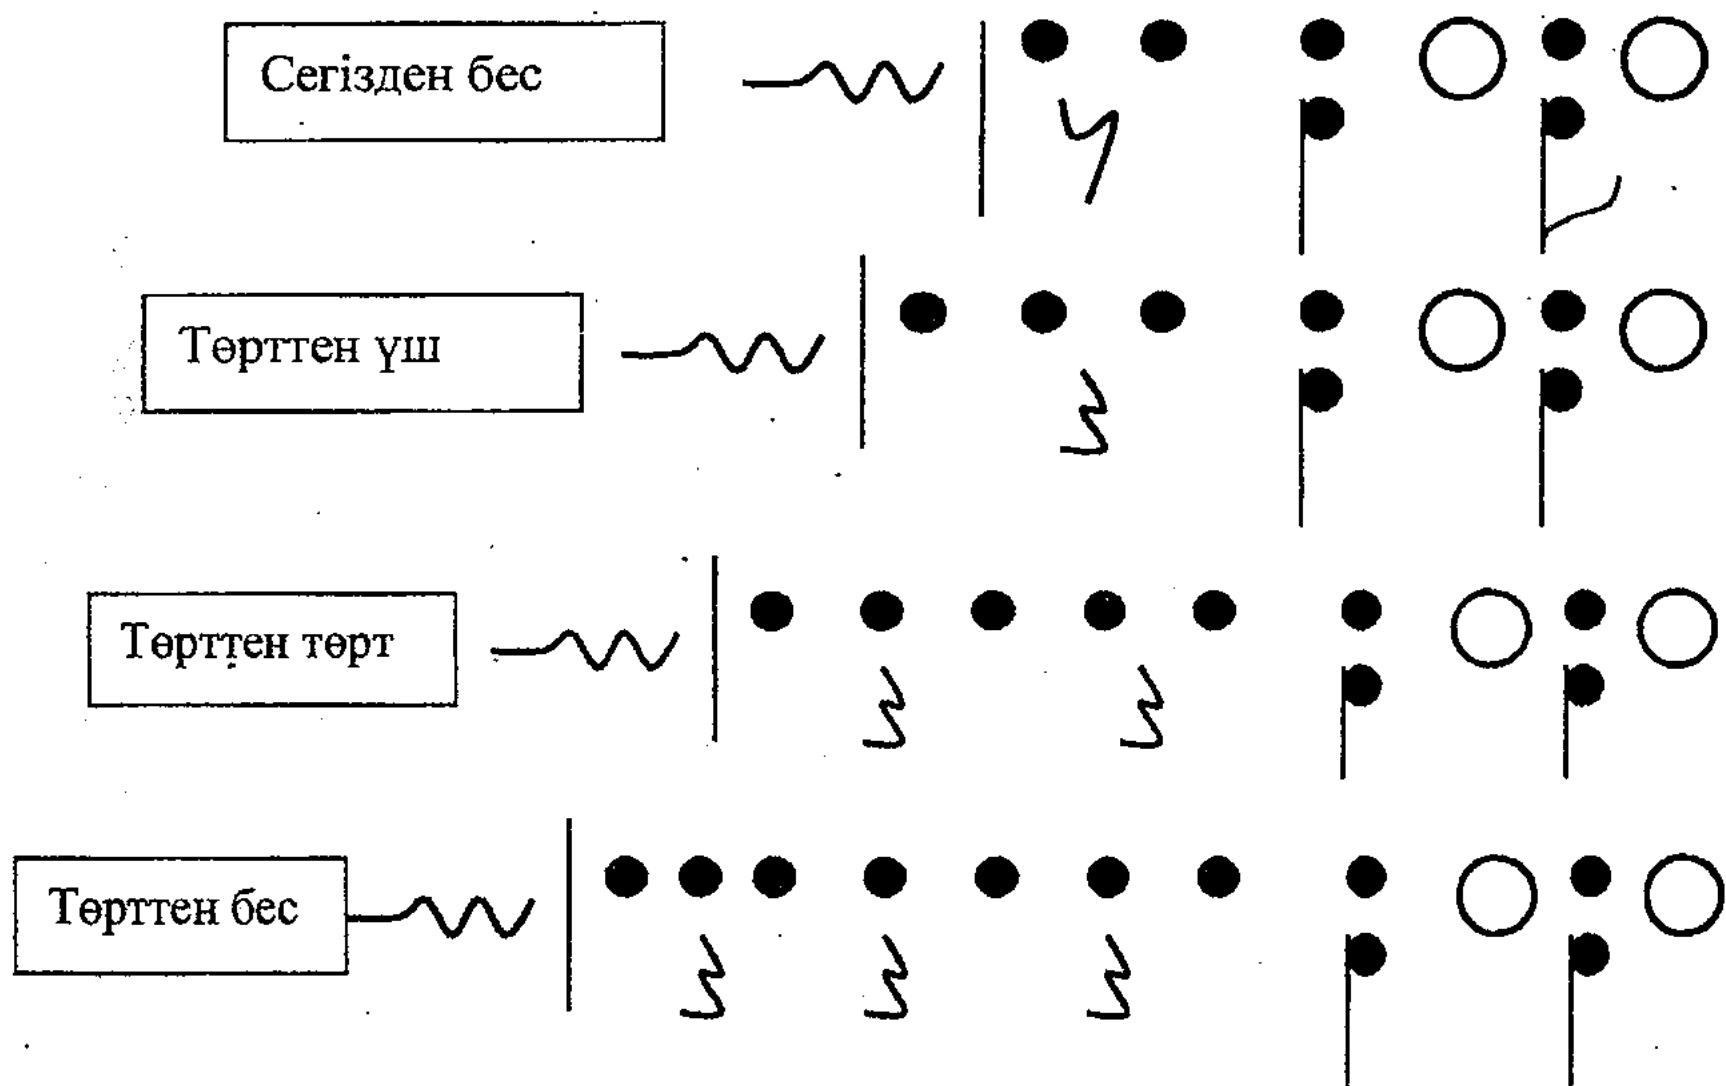 Сегізден бес
Төрттен үш
Төрттен төрт
Төрттен бес